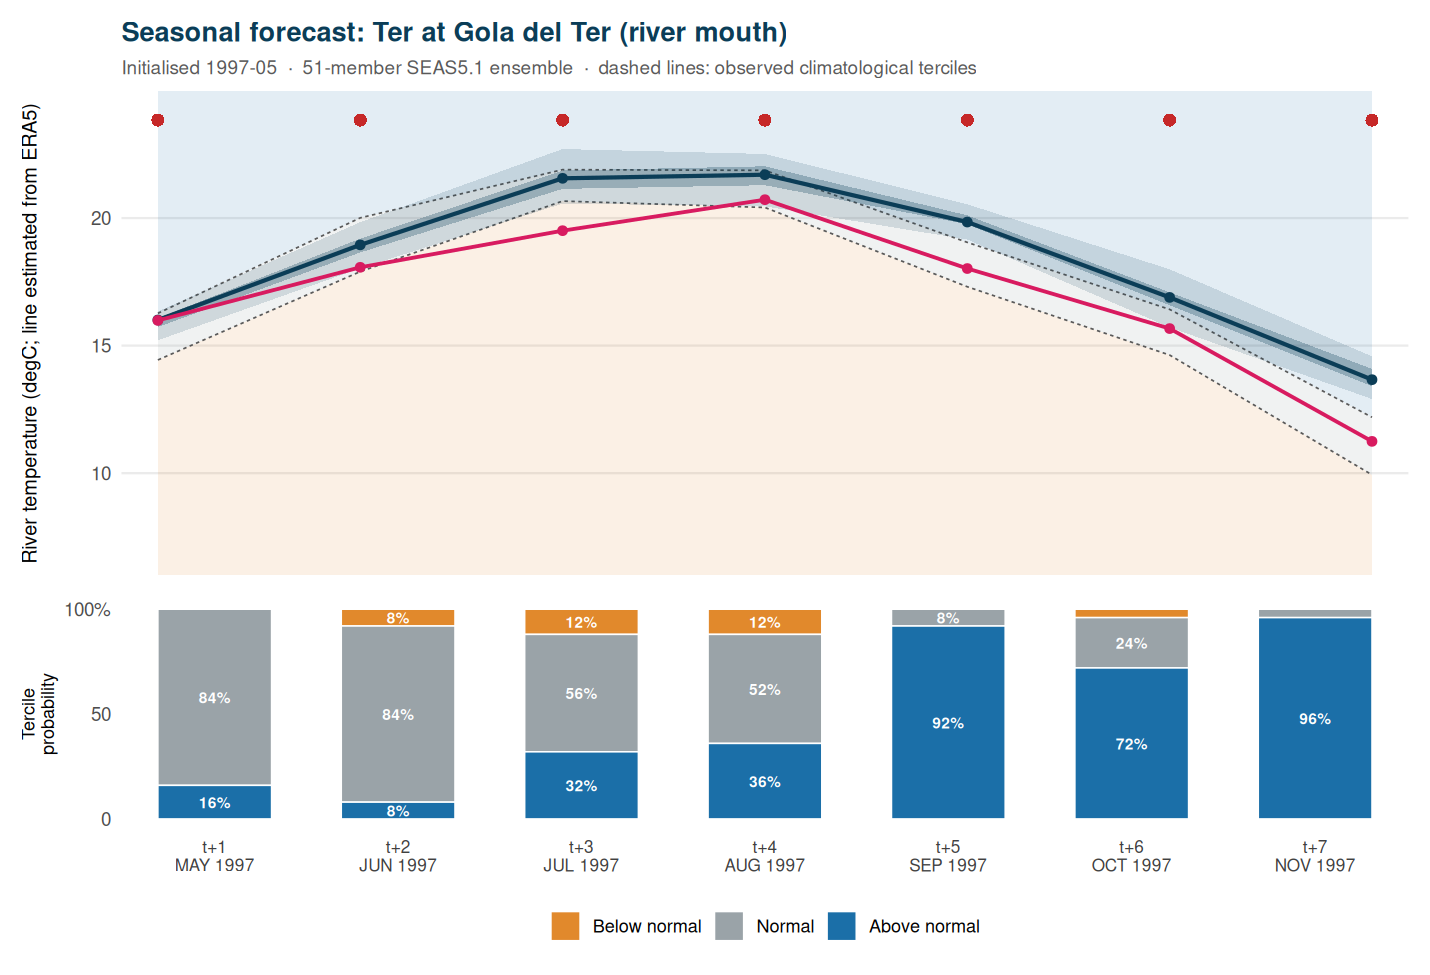 Seasonal forecast: Ter at Gola del Ter (river mouth)
Initialised 1997-05 · 51-member SEAS5.1 ensemble · dashed lines: observed climatological terciles
River temperature (degC; line estimated from ERA5)
20
15
10
Tercile
probability
100%
50
0
84%
16%
8%
84%
8%
12%
56%
32%
12%
52%
36%
8%
92%
24%
72%
96%
t+1
MAY 1997
t+2
JUN 1997
t+3
JUL 1997
t+4
AUG 1997
t+5
SEP 1997
t+6
OCT 1997
t+7
NOV 1997
Below normal
Normal
Above normal